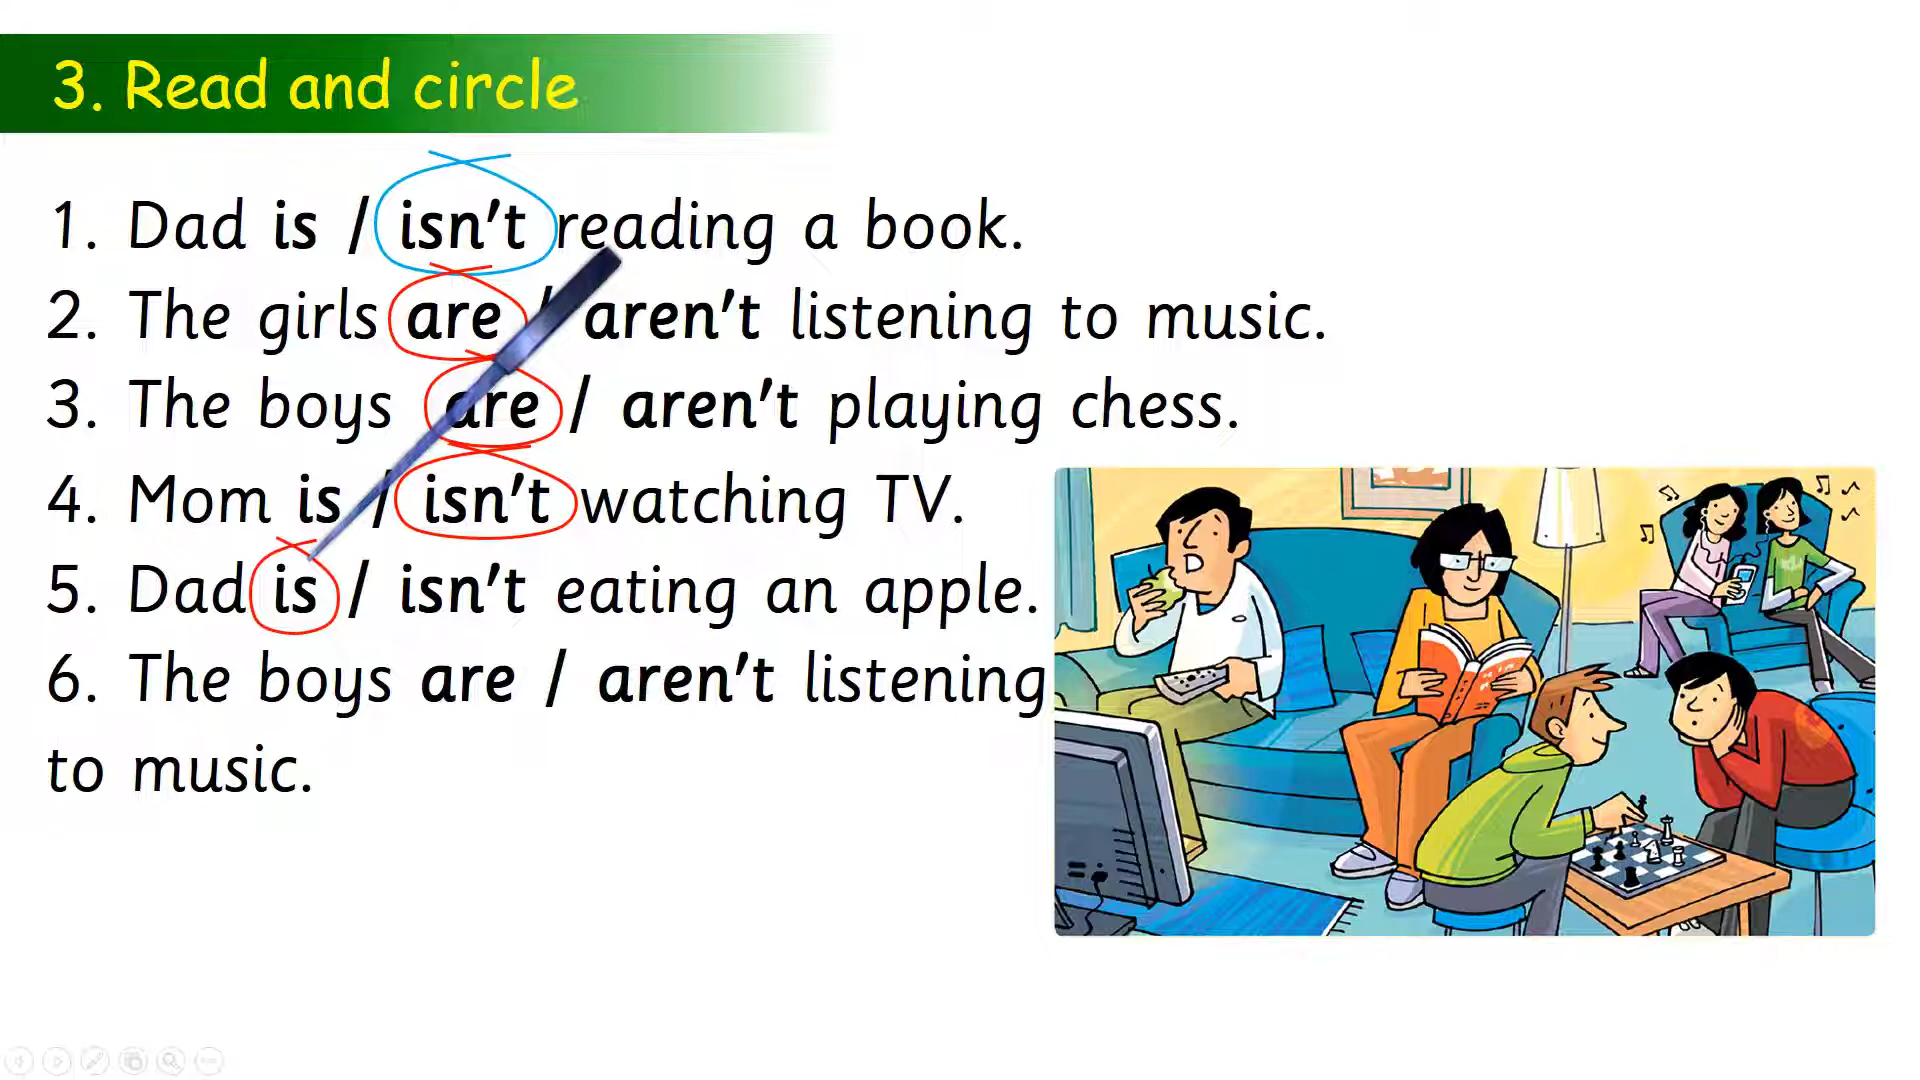 3. Read and circle
1. Dad is / isn't reading a book.
2. The girls are / aren't listening to music.
3. The boys are / aren't playing chess.
4. Mom is / isn't watching TV.
5. Dad is / isn't eating an apple.
6. The boys are / aren't listening
to music.